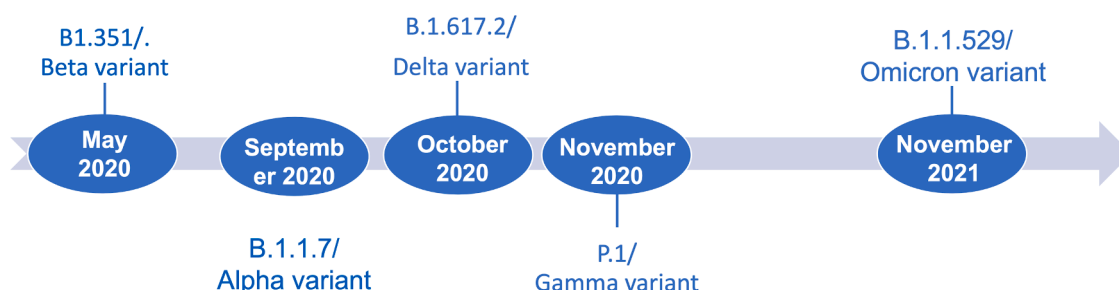 B1.351/.
Beta variant
May
2020
Septemb
er 2020
B.1.1.7/
Alpha variant
B.1.617.2/
Delta variant
October
2020
November
2020
P.1/
Gamma variant
B.1.1.529/
Omicron variant
November
2021